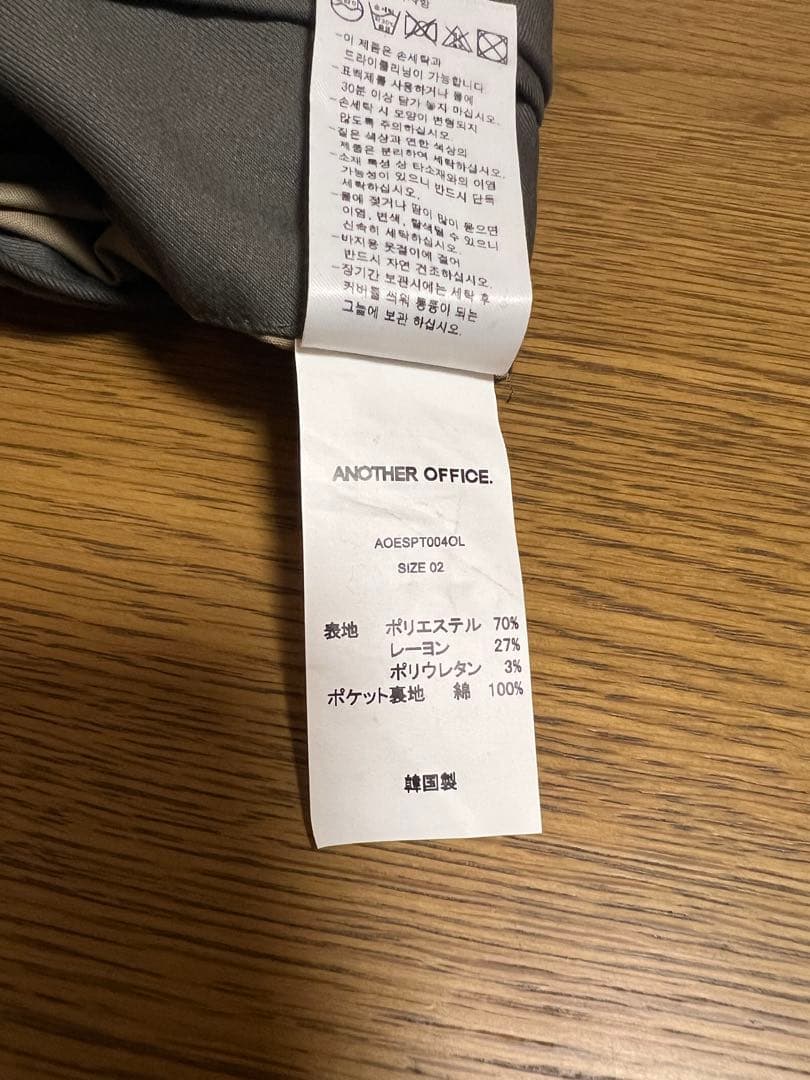 손세탁
-이 제품은 손세탁과
드라이클리닝이 가능합니다.
-표백제를 사용하거나 물에
30분 이상 담가 놓지 마십시오.
-손세탁 시 모양이 변형되지
않도록 주의하십시오.
-짙은 색상과 연한 색상의
제품은 분리하여 세탁하십시오.
-소재 특성 상 타소재와의 이염
가능성이 있으니 반드시 단독
세탁하십시오.
-물에 젖거나 땀이 많이 묻으면
이염, 변색, 탈색될 수 있으니
신속히 세탁하십시오.
-바지용 옷걸이에 걸어
반드시 자연 건조하십시오.
-장기간 보관시에는 세탁 후
커버를 씌워 통풍이 되는
그늘에 보관 하십시오.
ANOTHER OFFICE.
AOESPT004OL
SIZE 02
表地 ポリエステル 70%
レーヨン 27%
ポリウレタン 3%
ポケット裏地 綿 100%
韓国製